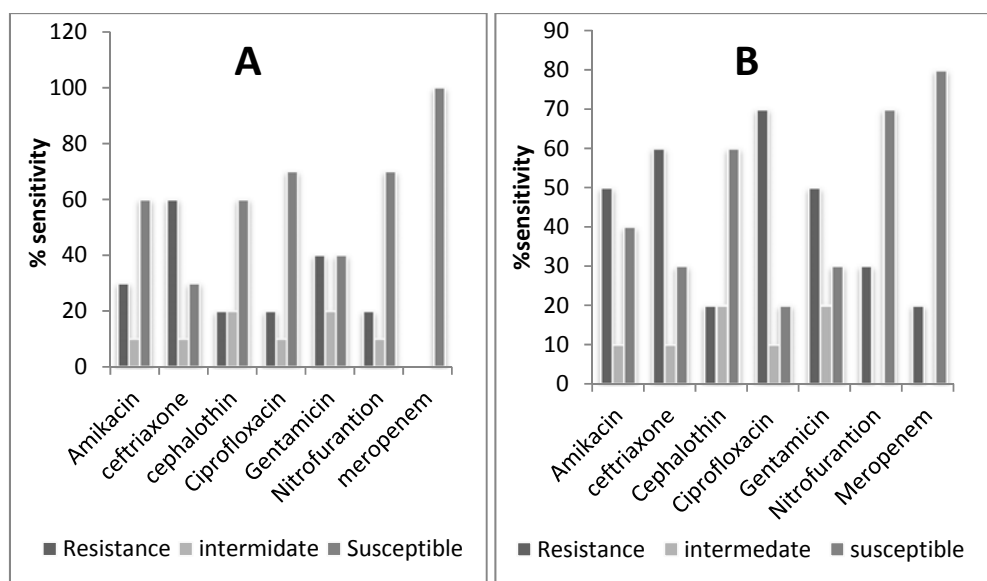 A
% sensitivity
120
100
80
60
40
20
0
Amikacin
ceftriaxone
cephalothin
Ciprofloxacin
Gentamicin
Nitrofurantion
meropenem
Resistance intermidate Susceptible
B
%sensitivity
90
80
70
60
50
40
30
20
10
0
Amikacin
ceftriaxone
Cephalothin
Ciprofloxacin
Gentamicin
Nitrofurantion
Meropenem
Resistance intermedate susceptible